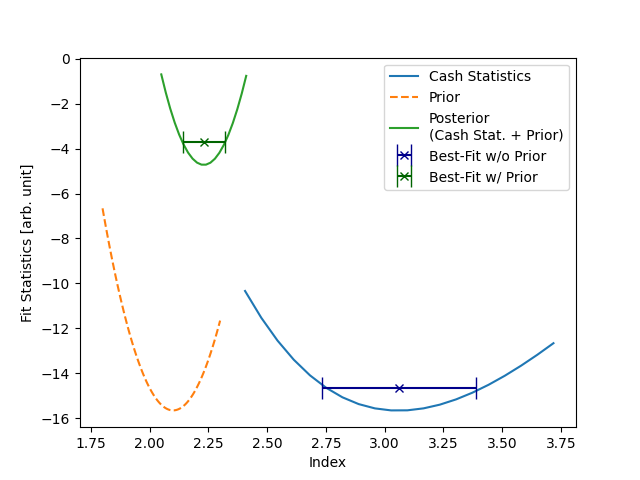 0
−2
−4
−6
−8
−10
−12
−14
−16
Fit Statistics [arb. unit]
Cash Statistics
Prior
Posterior
(Cash Stat. + Prior)
Best-Fit w/o Prior
Best-Fit w/ Prior
1.75 2.00 2.25 2.50 2.75 3.00 3.25 3.50 3.75
Index